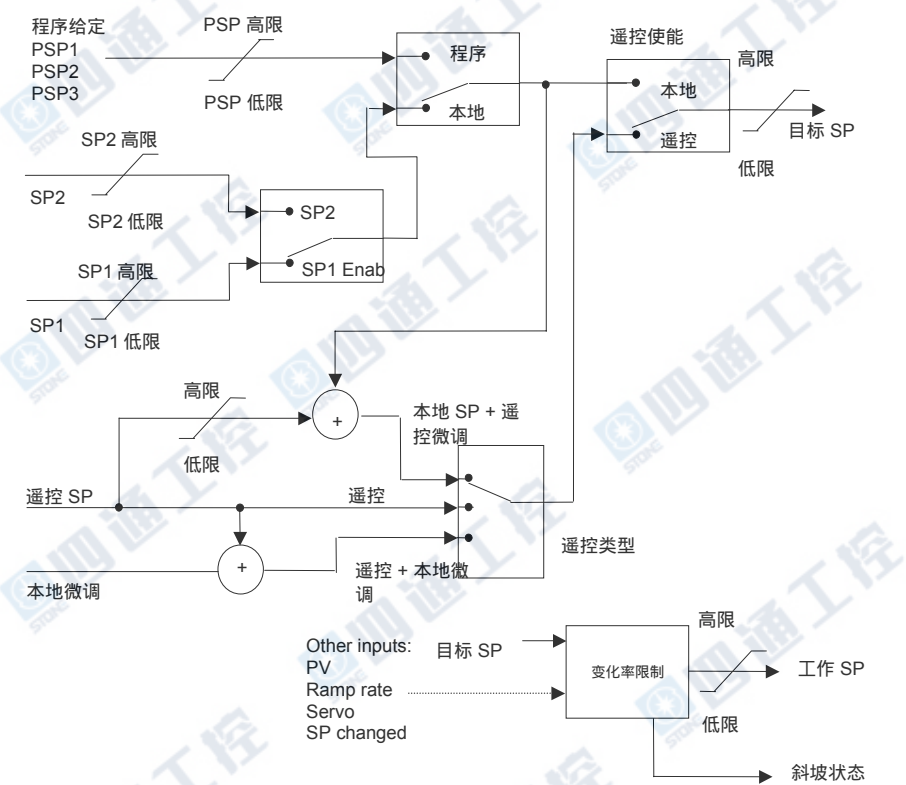 程序给定
PSP1
PSP2
PSP3
PSP 高限
PSP 低限
程序
本地
遥控使能
高限
本地
遥控
目标 SP
低限
SP2 高限
SP2
SP2 低限
SP2
SP1 Enab
SP1 高限
SP1
SP1 低限
高限
低限
+
本地 SP + 遥
控微调
遥控 SP
遥控
遥控类型
+
本地微调
遥控 + 本地微
调
Other inputs:
PV
Ramp rate
Servo
SP changed
目标 SP
变化率限制
高限
工作 SP
低限
斜坡状态
四通工控
STONE